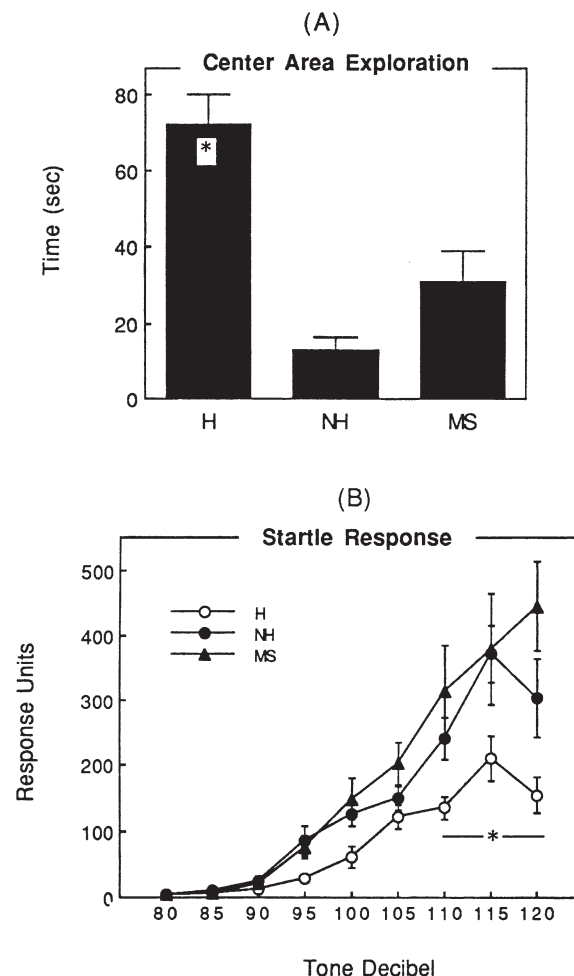 (A)
Center Area Exploration
80
60
40
20
0
Time (sec)
*
H NH MS
(B)
Startle Response
500
400
300
200
100
0
Response Units
H
NH
MS
*
80 85 90 95 100 105 110 115 120
Tone Decibel